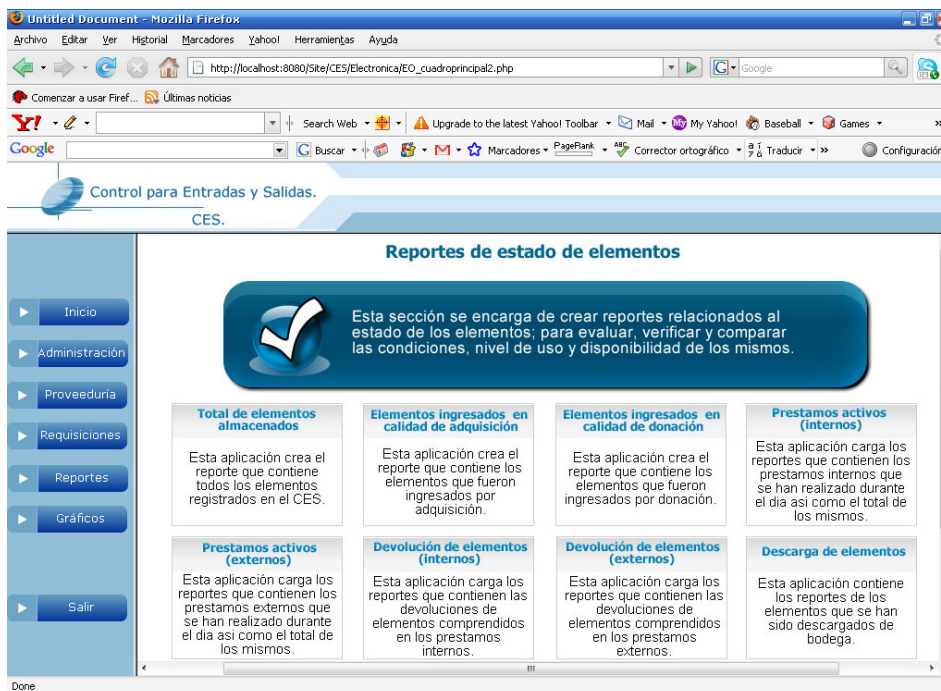 Untitled Document - Mozilla Firefox
Archivo Editar Ver Historial Marcadores Yahoo! Herramientas Ayuda
http://localhost:8080/Site/CES/Electronica/EO_cuadroprincipal2.php
G Google
Comenzar a usar Firef... Últimas noticias
Y! Search Web Upgrade to the latest Yahoo! Toolbar Mail My My Yahoo! Baseball Games »
Google G Buscar Marcadores PageRank ABC Corrector ortográfico Traducir » Configuración
Control para Entradas y Salidas.
CES.
Inicio
Administración
Proveeduría
Requisiciones
Reportes
Gráficos
Salir
Reportes de estado de elementos
Esta sección se encarga de crear reportes relacionados al
estado de los elementos; para evaluar, verificar y comparar
las condiciones, nivel de uso y disponibilidad de los mismos.
Total de elementos
almacenados
Esta aplicación crea el
reporte que contiene
todos los elementos
registrados en el CES.
Elementos ingresados en
calidad de adquisición
Esta aplicación crea el
reporte que contiene los
elementos que fueron
ingresados por
adquisición.
Elementos ingresados en
calidad de donación
Esta aplicación crea el
reporte que contiene los
elementos que fueron
ingresados por donación.
Prestamos activos
(internos)
Esta aplicación carga los
reportes que contienen los
prestamos internos que
se han realizado durante
el dia asi como el total de
los mismos.
Prestamos activos
(externos)
Esta aplicación carga los
reportes que contienen los
prestamos externos que
se han realizado durante
el dia asi como el total de
los mismos.
Devolución de elementos
(internos)
Esta aplicación carga los
reportes que contienen las
devoluciones de
elementos comprendidos
en los prestamos
internos.
Devolución de elementos
(externos)
Esta aplicación carga los
reportes que contienen las
devoluciones de
elementos comprendidos
en los prestamos
externos.
Descarga de elementos
Esta aplicación contiene
los reportes de los
elementos que se han
sido descargados de
bodega.
Done